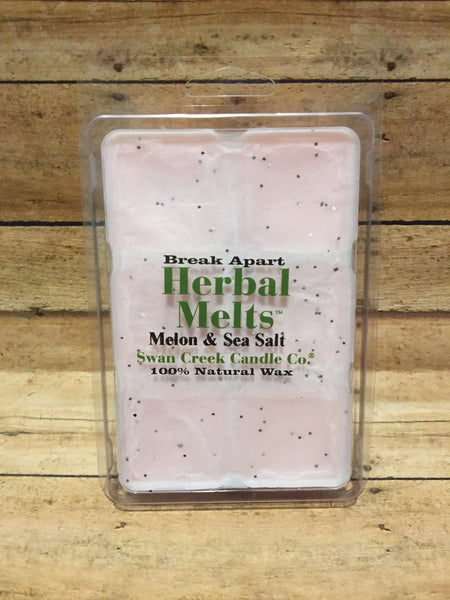 Break Apart
Herbal
Melts™
Melon & Sea Salt
Swan Creek Candle Co.®
100% Natural Wax